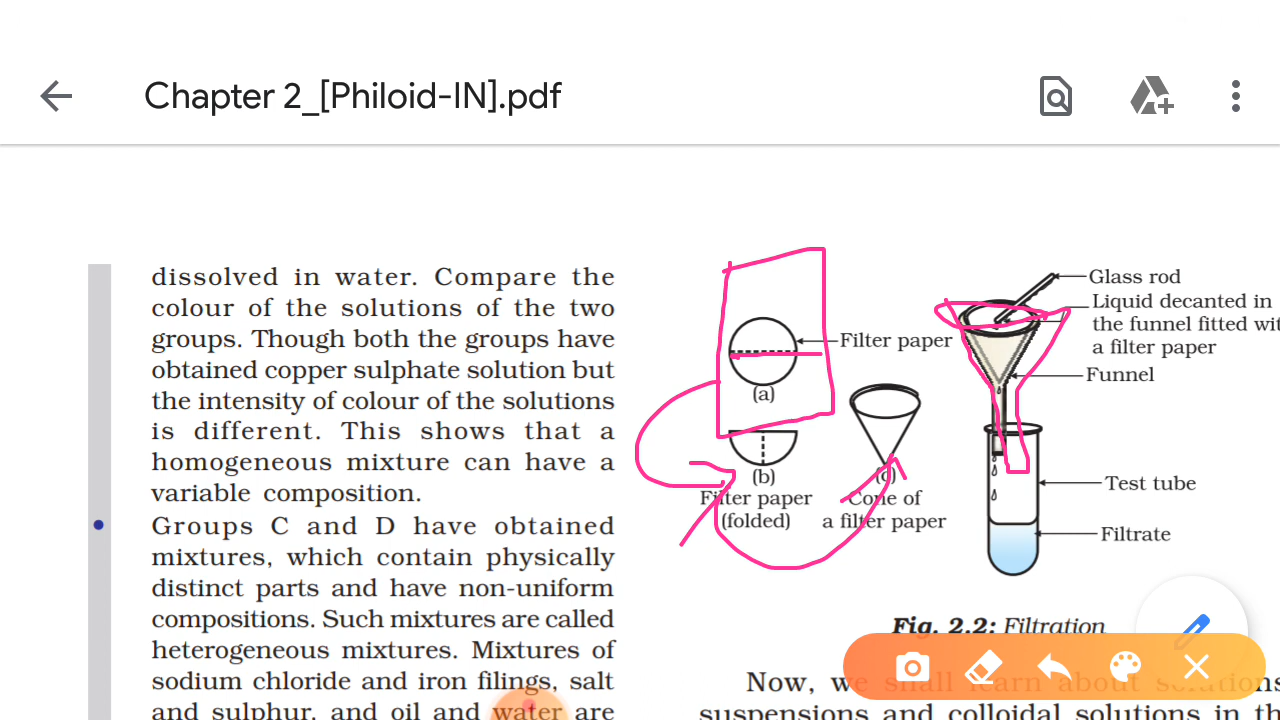 Chapter 2_[Philoid-IN].pdf
dissolved in water. Compare the
colour of the solutions of the two
groups. Though both the groups have
obtained copper sulphate solution but
the intensity of colour of the solutions
is different. This shows that a
homogeneous mixture can have a
variable composition.
• Groups C and D have obtained
mixtures, which contain physically
distinct parts and have non-uniform
compositions. Such mixtures are called
heterogeneous mixtures. Mixtures of
sodium chloride and iron filings, salt
and sulphur, and oil and water are
Glass rod
Liquid decanted in
the funnel fitted wit
a filter paper
Filter paper
Funnel
(a)
(b)
Filter paper
(folded)
(c)
Cone of
a filter paper
Test tube
Filtrate
Fig. 2.2: Filtration
Now, we shall learn about solutions
suspensions and colloidal solutions in th